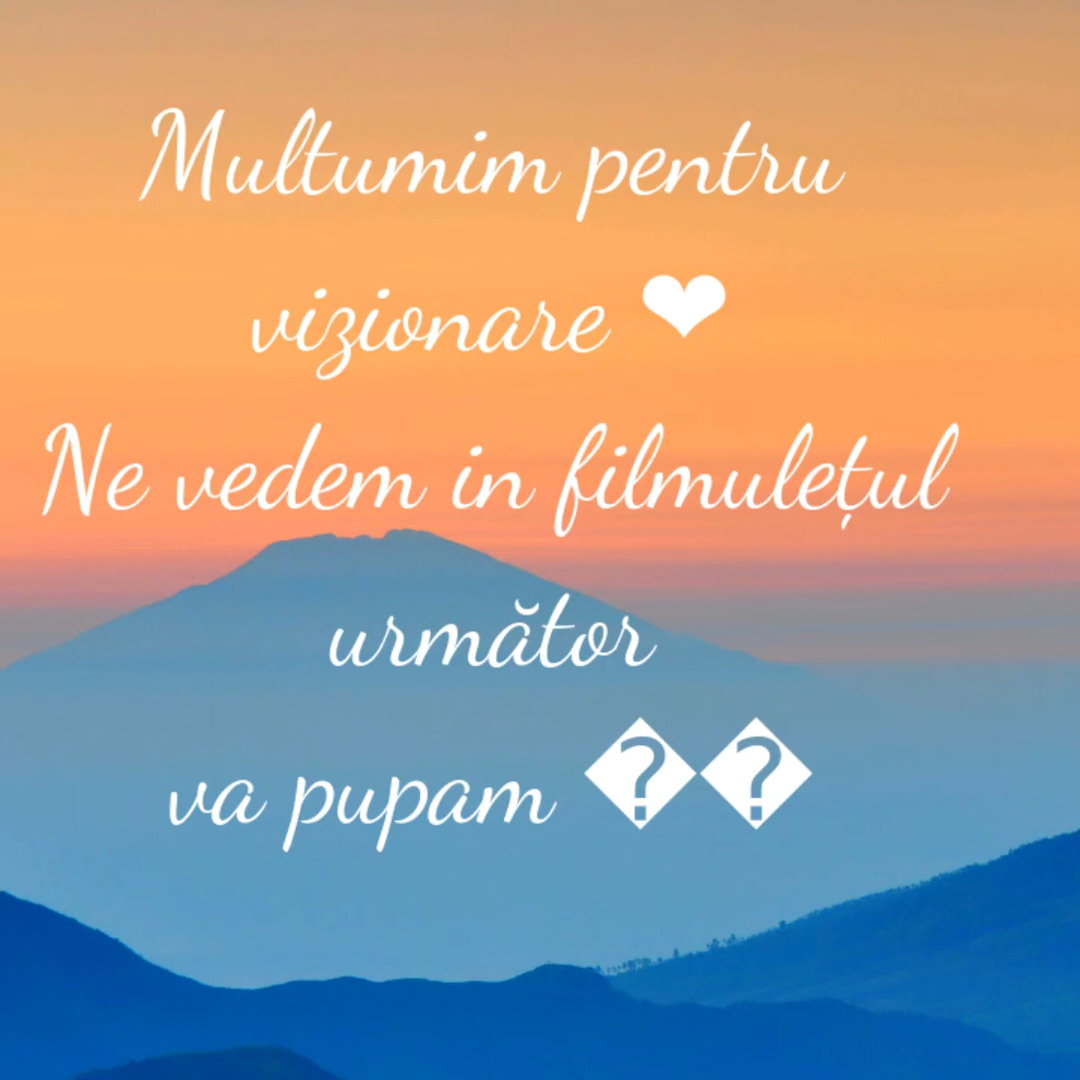 Multumim pentru
vizionare ❤
Ne vedem in filmulețul
următor
va pupam ��